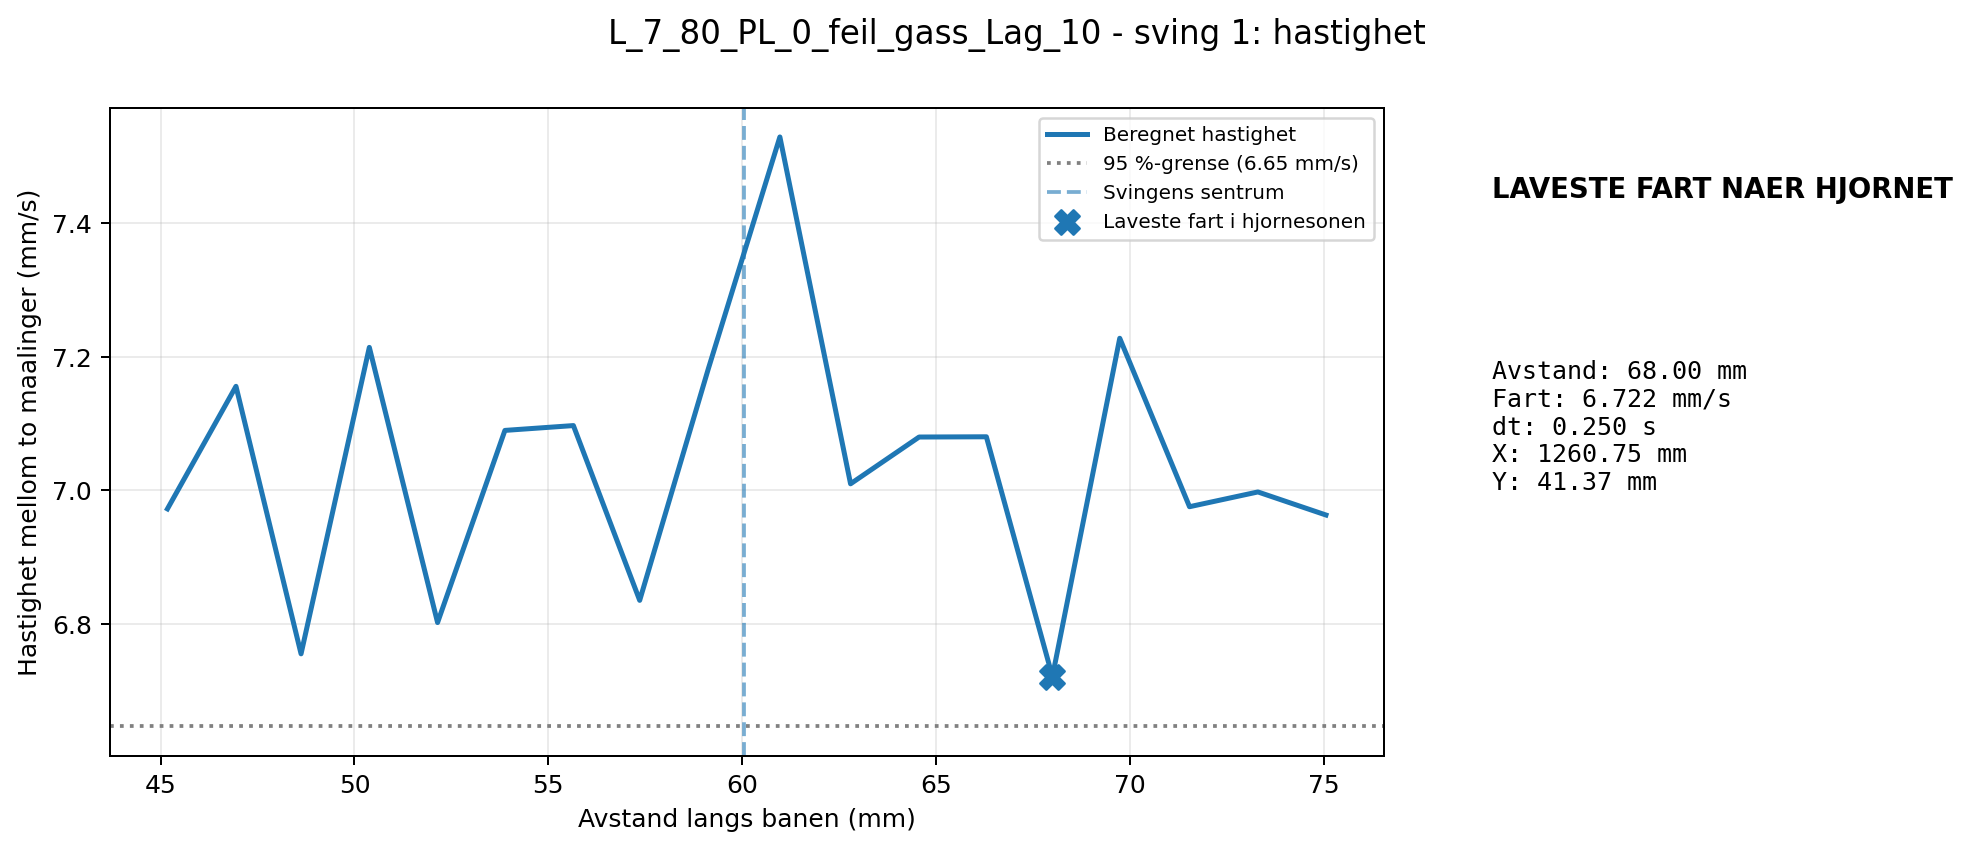 L_7_80_PL_0_feil_gass_Lag_10 - sving 1: hastighet
Hastighet mellom to maalinger (mm/s)
7.4
7.2
7.0
6.8
Beregnet hastighet
95 %-grense (6.65 mm/s)
Svingens sentrum
Laveste fart i hjornesonen
45
50
55
60
65
70
75
Avstand langs banen (mm)
LAVESTE FART NAER HJORNET
Avstand: 68.00 mm
Fart: 6.722 mm/s
dt: 0.250 s
X: 1260.75 mm
Y: 41.37 mm